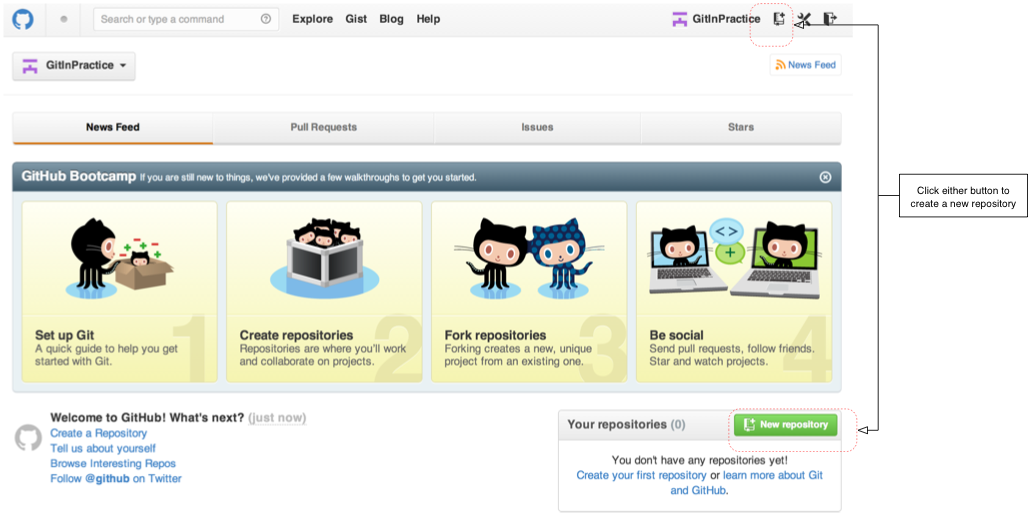 Search or type a command
Explore Gist Blog Help
GitInPractice
GitInPractice
News Feed
News Feed Pull Requests Issues Stars
GitHub Bootcamp If you are still new to things, we've provided a few walkthroughs to get you started.
Click either button to
create a new repository
<>
+
1
Set up Git
A quick guide to help you get
started with Git.
2
Create repositories
Repositories are where you'll work
and collaborate on projects.
3
Fork repositories
Forking creates a new, unique
project from an existing one.
4
Be social
Send pull requests, follow friends.
Star and watch projects.
Welcome to GitHub! What's next? (just now)
Create a Repository
Tell us about yourself
Browse Interesting Repos
Follow @github on Twitter
Your repositories (0) New repository
You don't have any repositories yet!
Create your first repository or learn more about Git
and GitHub.